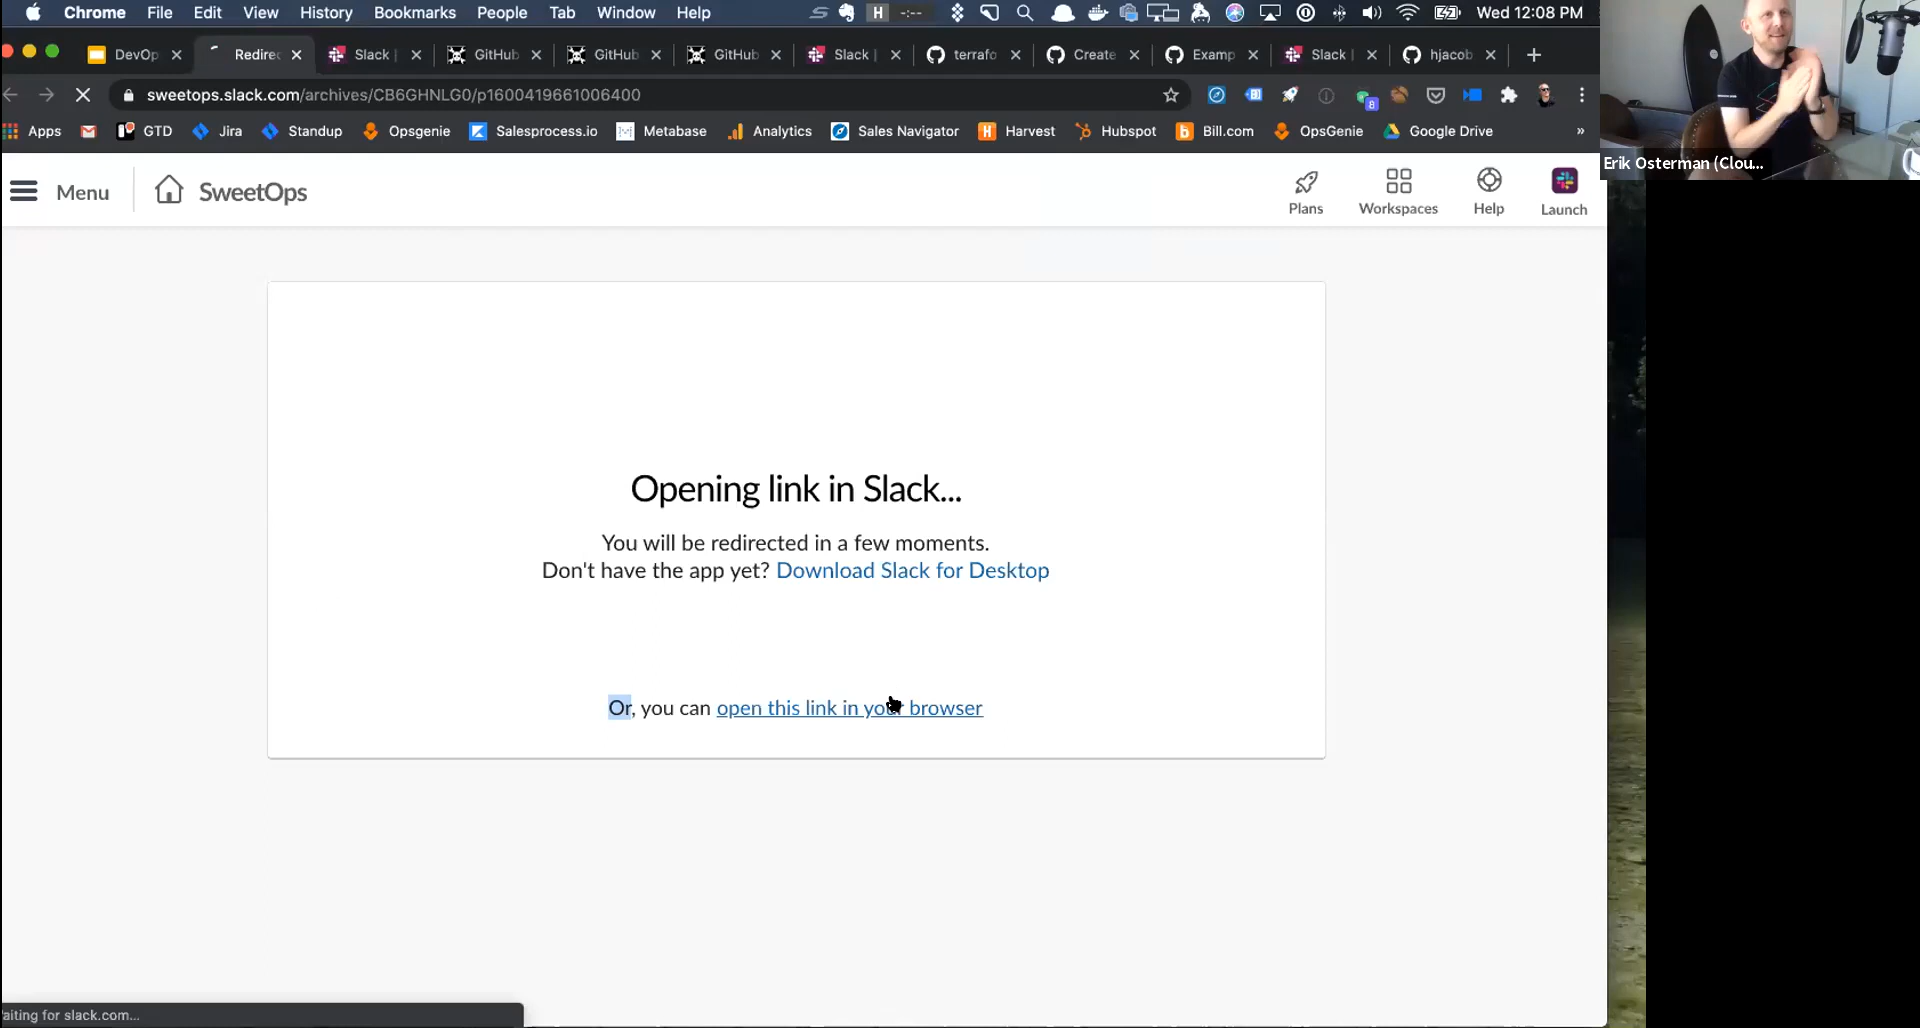 Chrome File Edit View History Bookmarks People Tab Window Help H -:-- Wed 12:08 PM
DevOp Redirec Slack | GitHub GitHub GitHub Slack | terrafo Create Examp Slack | hjacob
sweetops.slack.com/archives/CB6GHNLG0/p1600419661006400
8
Apps GTD Jira Standup Opsgenie Salesprocess.io Metabase Analytics Sales Navigator H Harvest Hubspot b Bill.com OpsGenie Google Drive »
Erik Osterman (Clou...
Menu SweetOps
Plans Workspaces Help Launch
Opening link in Slack...
You will be redirected in a few moments.
Don't have the app yet? Download Slack for Desktop
Or, you can open this link in your browser
aiting for slack.com...